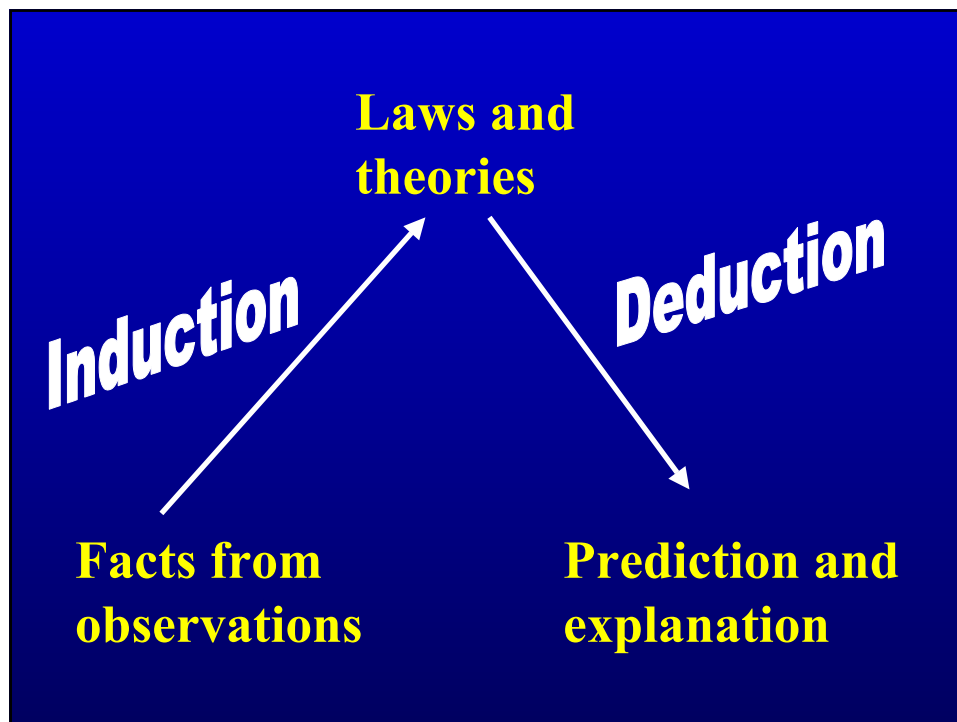 Laws and
theories
Induction
Deduction
Facts from
observations
Prediction and
explanation